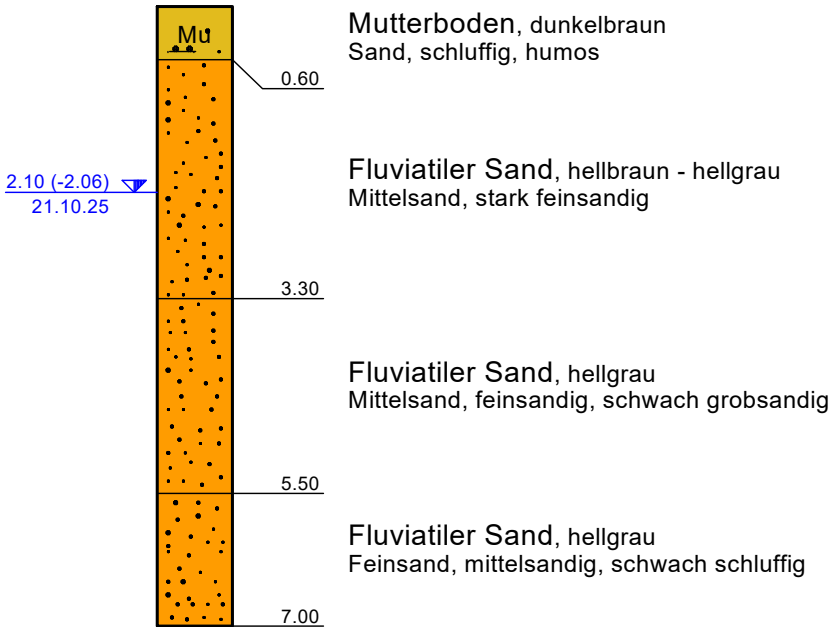 Mutterboden, dunkelbraun
Sand, schluffig, humos
Mu
0.60
Fluviatiler Sand, hellbraun - hellgrau
Mittelsand, stark feinsandig
2.10 (-2.06)
21.10.25
3.30
Fluviatiler Sand, hellgrau
Mittelsand, feinsandig, schwach grobsandig
5.50
Fluviatiler Sand, hellgrau
Feinsand, mittelsandig, schwach schluffig
7.00